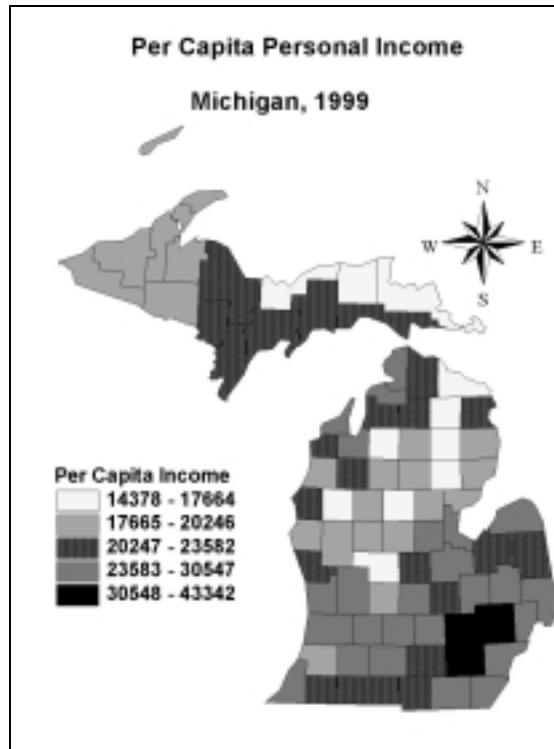 Per Capita Personal Income
Michigan, 1999
N
W E
S
Per Capita Income
14378 - 17664
17665 - 20246
20247 - 23582
23583 - 30547
30548 - 43342